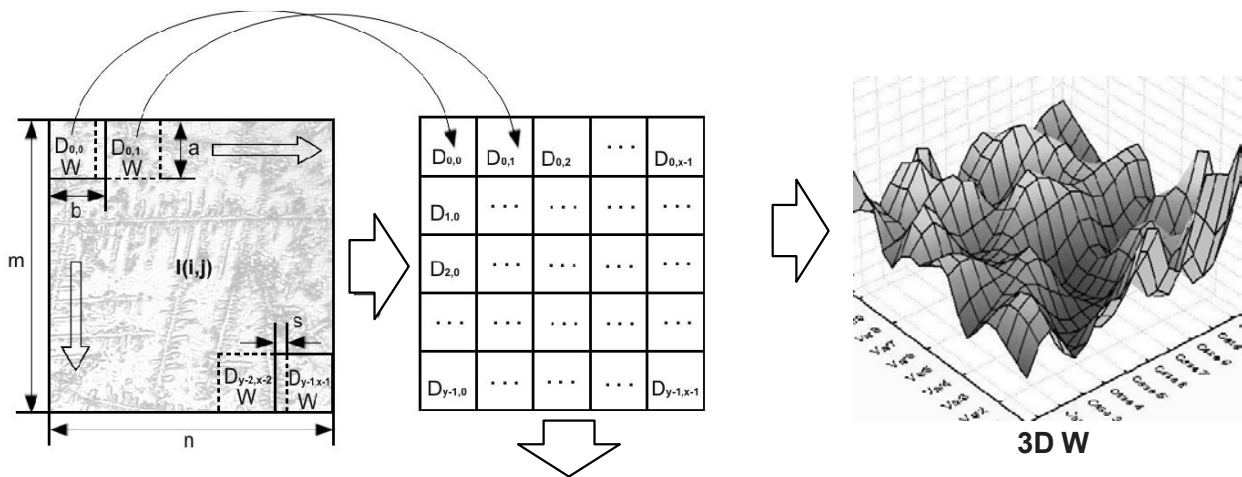 D0,0
W
D0,1
W
a
b
m
I(i,j)
s
Dy-2,x-2
W
Dy-1,x-1
W
n
D0,0 D0,1 D0,2 ··· D0,x-1
D1,0 ··· ··· ··· ···
D2,0 ··· ··· ··· ···
··· ··· ··· ··· ···
Dy-1,0 ··· ··· ··· Dy-1,x-1
3D W